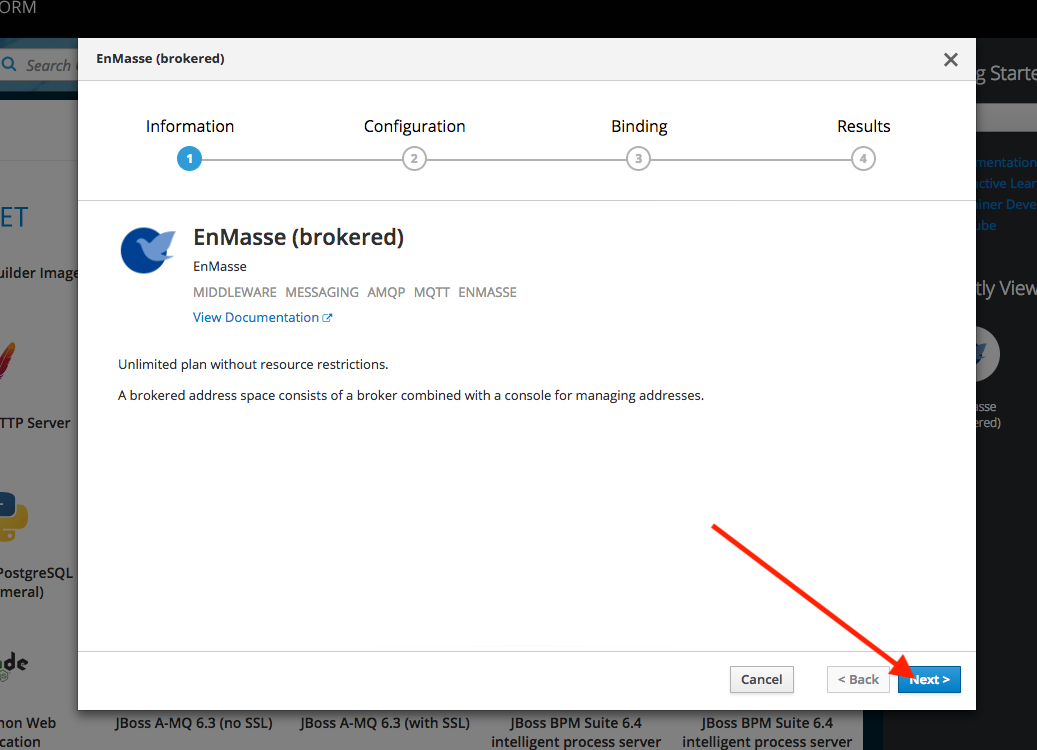 ORM
EnMasse (brokered)
Search
g Starte
Information
Configuration
Binding
Results
1
2
3
4
mentation
ctive Lear
iner Deve
ube
ET
EnMasse (brokered)
EnMasse
MIDDLEWARE MESSAGING AMQP MQTT ENMASSE
View Documentation
uilder Image
tly View
Unlimited plan without resource restrictions.
A brokered address space consists of a broker combined with a console for managing addresses.
asse
ered)
TTP Server
PostgreSQL
meral)
de
Cancel
< Back
Next >
hon Web
cation
JBoss A-MQ 6.3 (no SSL)
JBoss A-MQ 6.3 (with SSL)
JBoss BPM Suite 6.4
intelligent process server
JBoss BPM Suite 6.4
intelligent process server